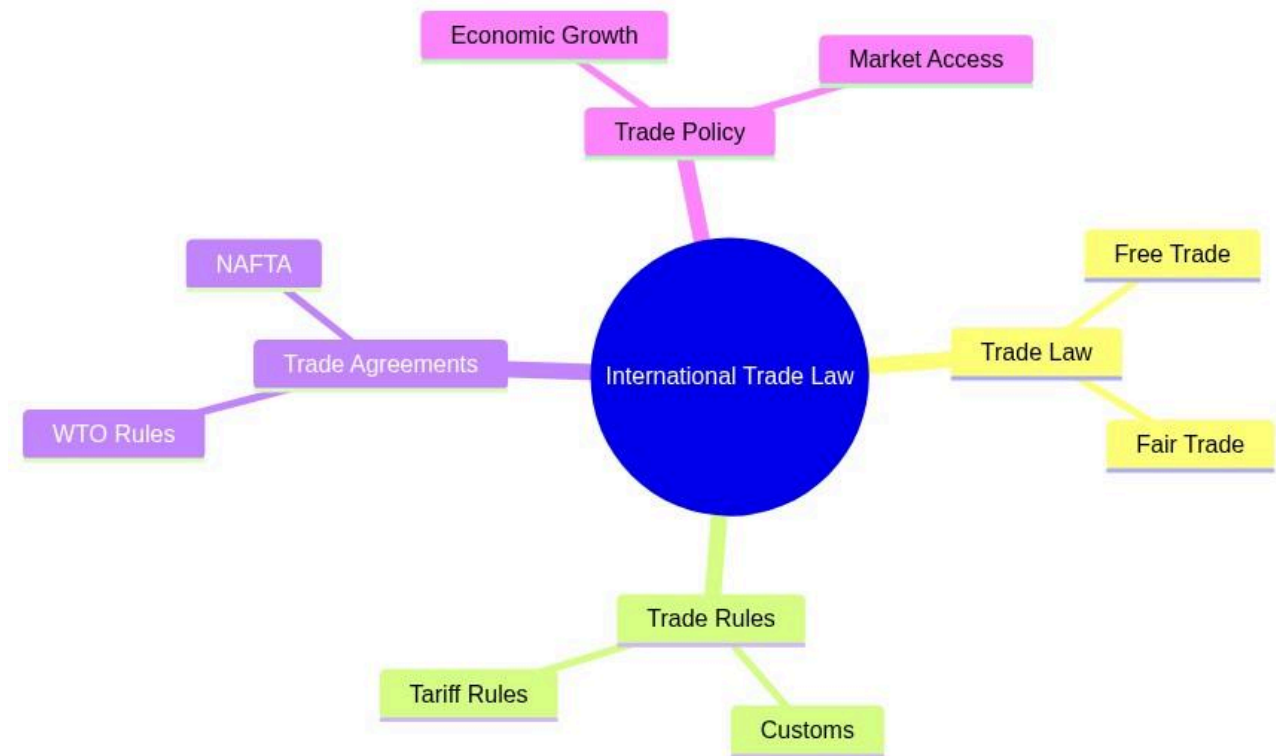 Economic Growth
Market Access
Trade Policy
NAFTA
Free Trade
Trade Agreements
International Trade Law
Trade Law
WTO Rules
Fair Trade
Trade Rules
Tariff Rules
Customs